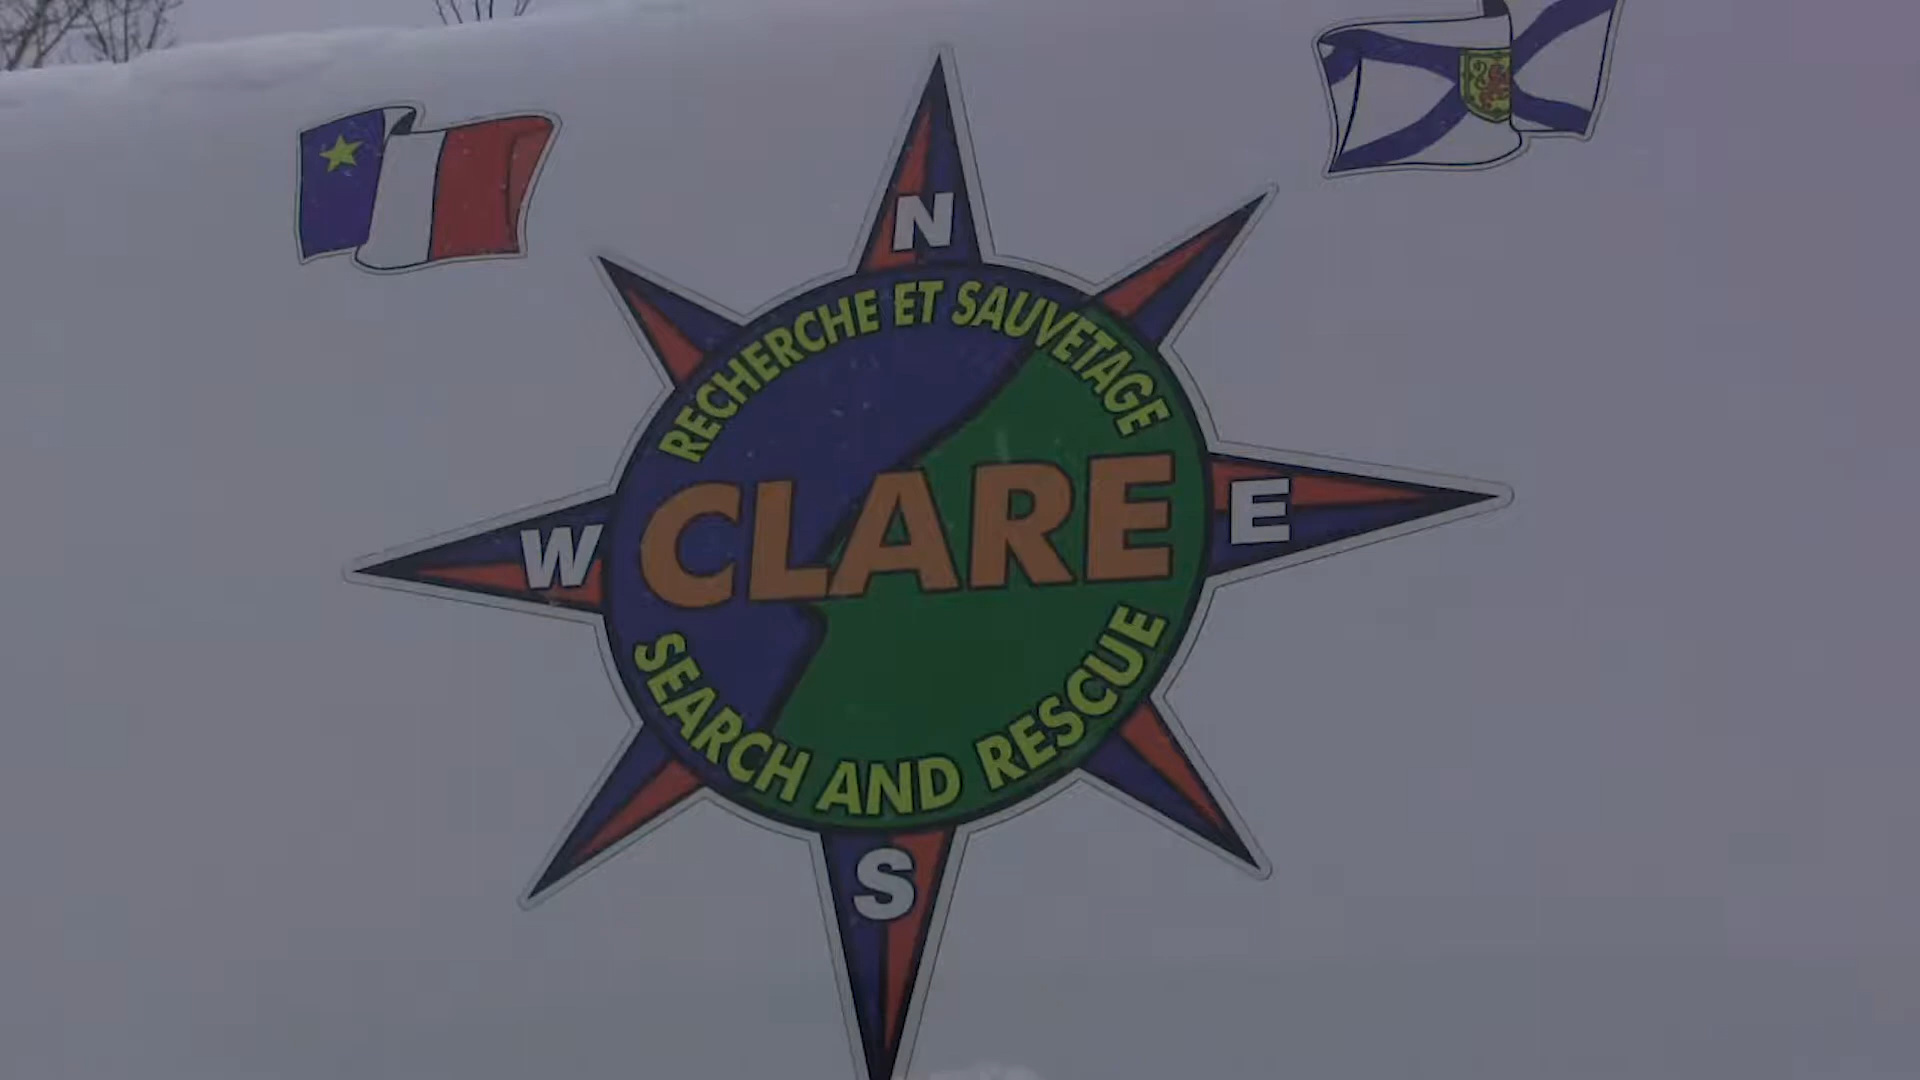 N
RECHERCHE ET SAUVETAGE
W
CLARE
E
SEARCH AND RESCUE
S